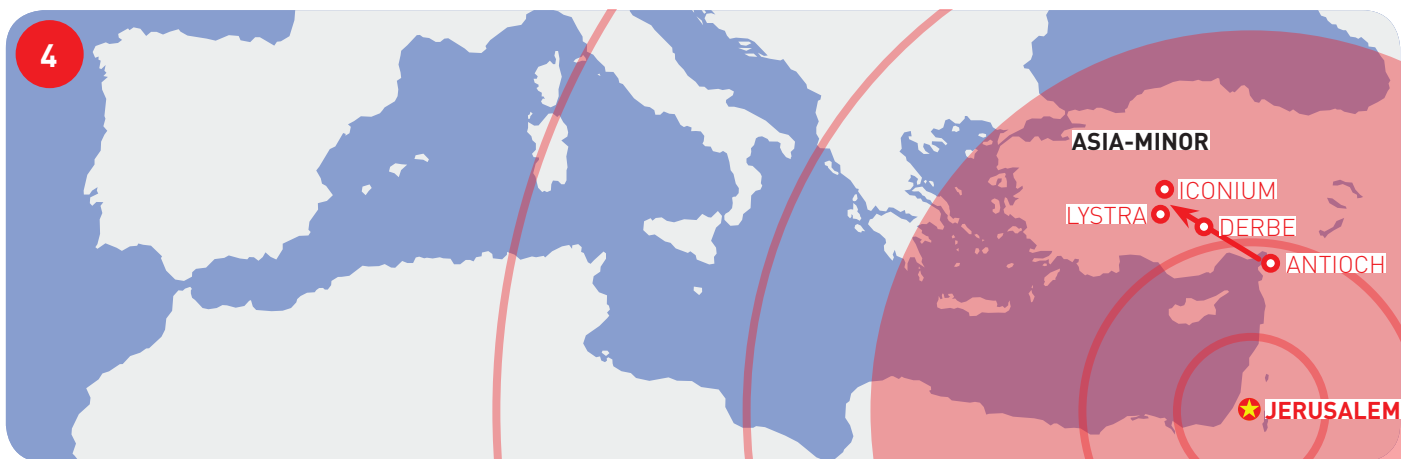 4
ASIA-MINOR
ICONIUM
LYSTRA
DERBE
ANTIOCH
JERUSALEM